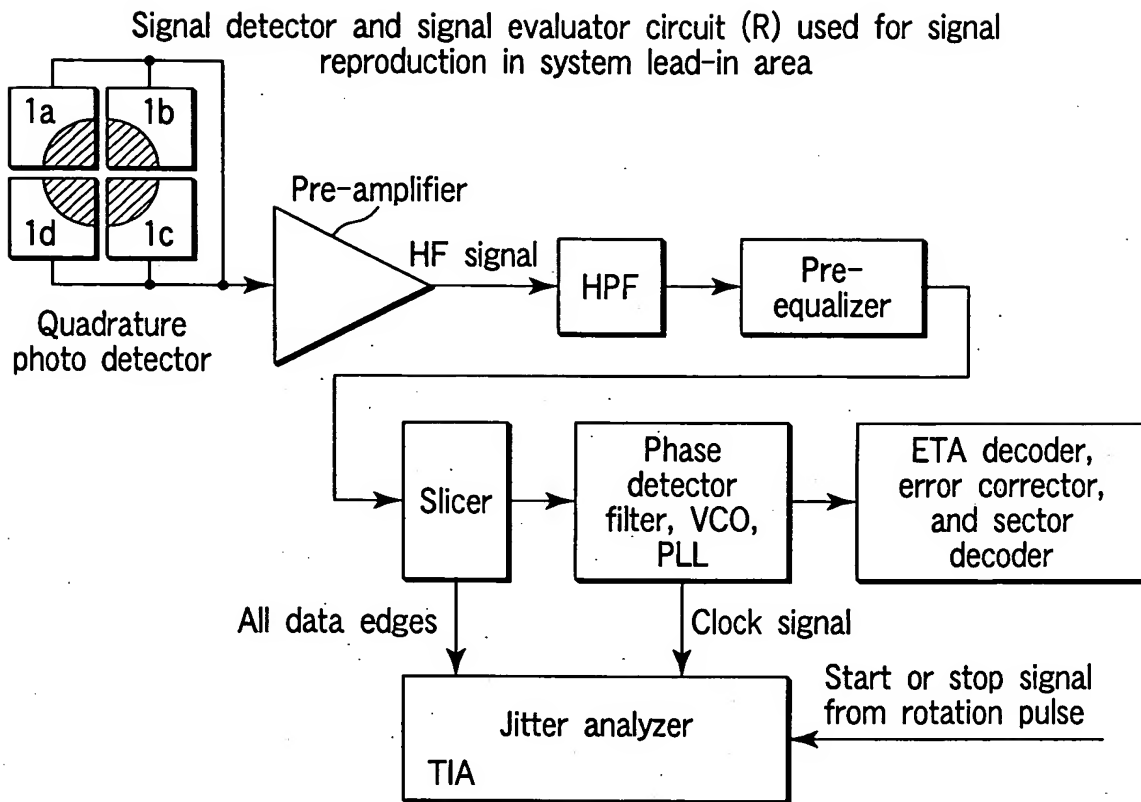 Signal detector and signal evaluator circuit (R) used for signal
reproduction in system lead-in area
1a
1b
1d
1c
Quadrature
photo detector
Pre-amplifier
HF signal
HPF
Pre-
equalizer
Slicer
Phase
detector
filter, VCO,
PLL
ETA decoder,
error corrector,
and sector
decoder
All data edges
Clock signal
Jitter analyzer
TIA
Start or stop signal
from rotation pulse